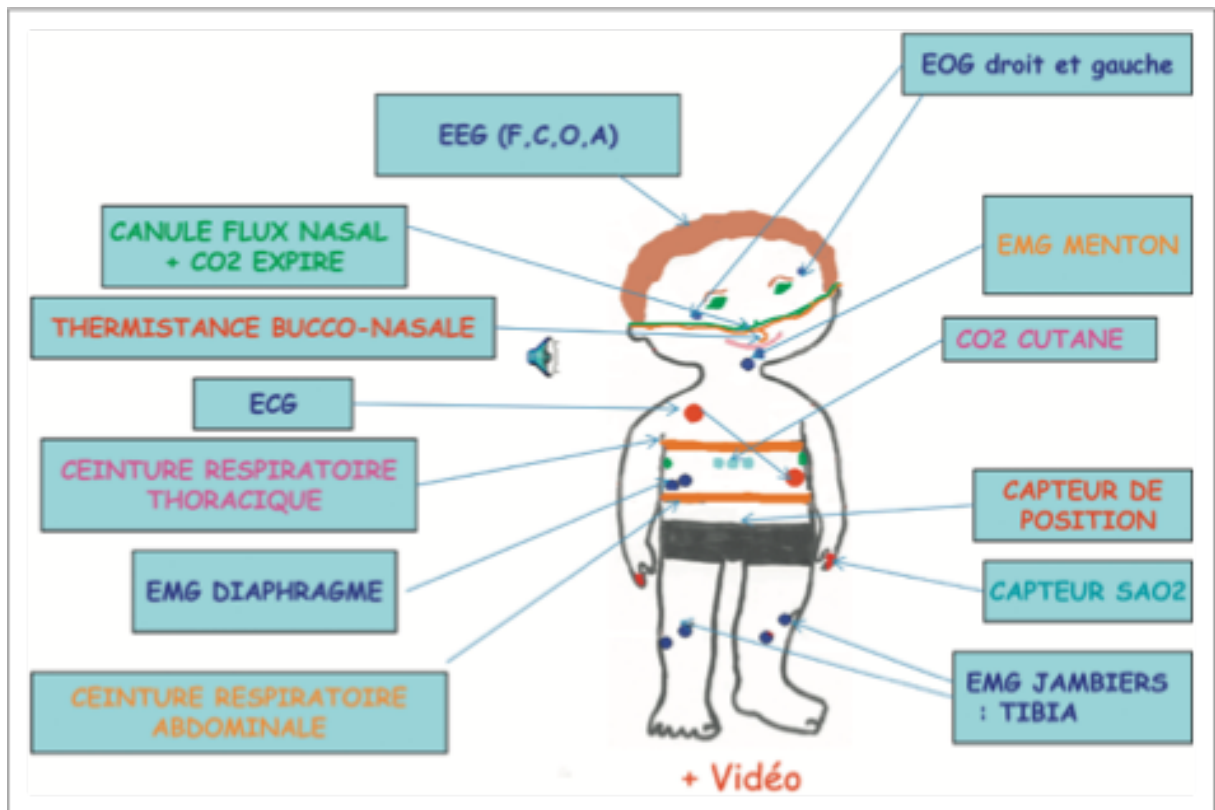 EOG droit et gauche
EEG (F,C,O,A)
CANULE FLUX NASAL
+ CO2 EXPIRE
EMG MENTON
THERMISTANCE BUCCO-NASALE
CO2 CUTANE
ECG
CEINTURE RESPIRATOIRE
THORACIQUE
CAPTEUR DE
POSITION
EMG DIAPHRAGME
CAPTEUR SAO2
CEINTURE RESPIRATOIRE
ABDOMINALE
EMG JAMBIERS
: TIBIA
+ Vidéo